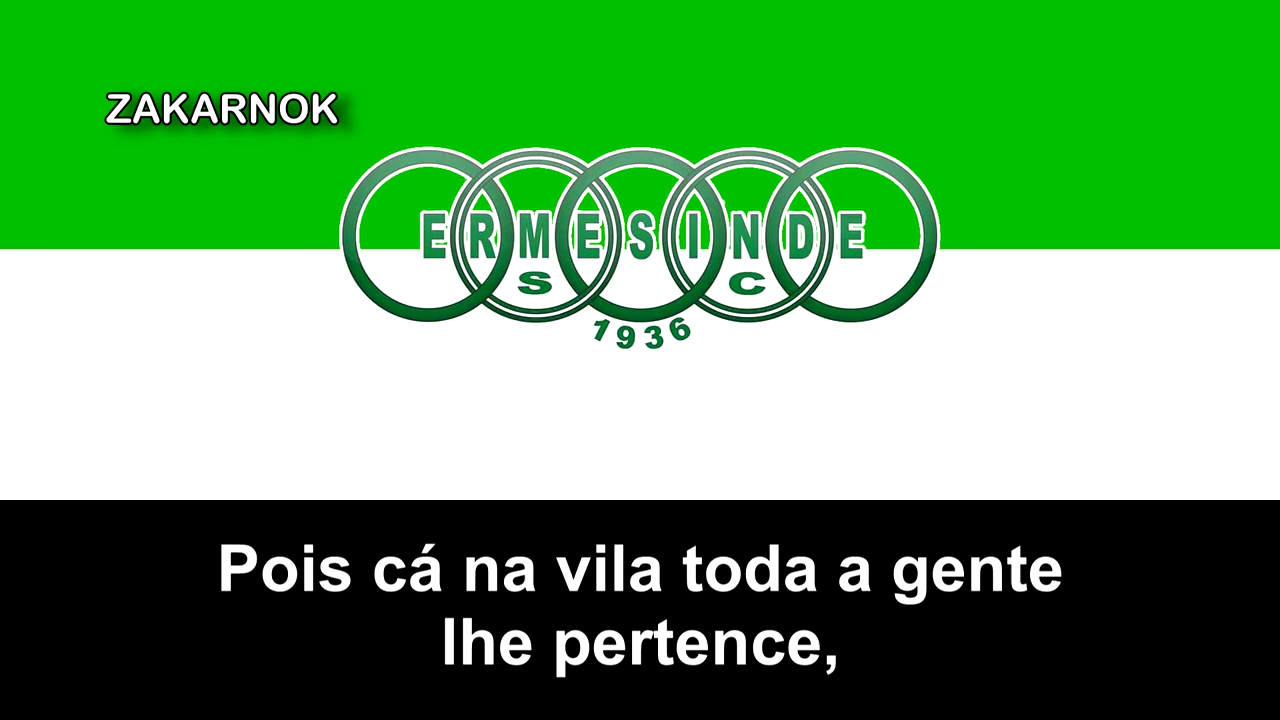 ZAKARNOK
ERMESINDE
S C
1936
Pois cá na vila toda a gente
lhe pertence,